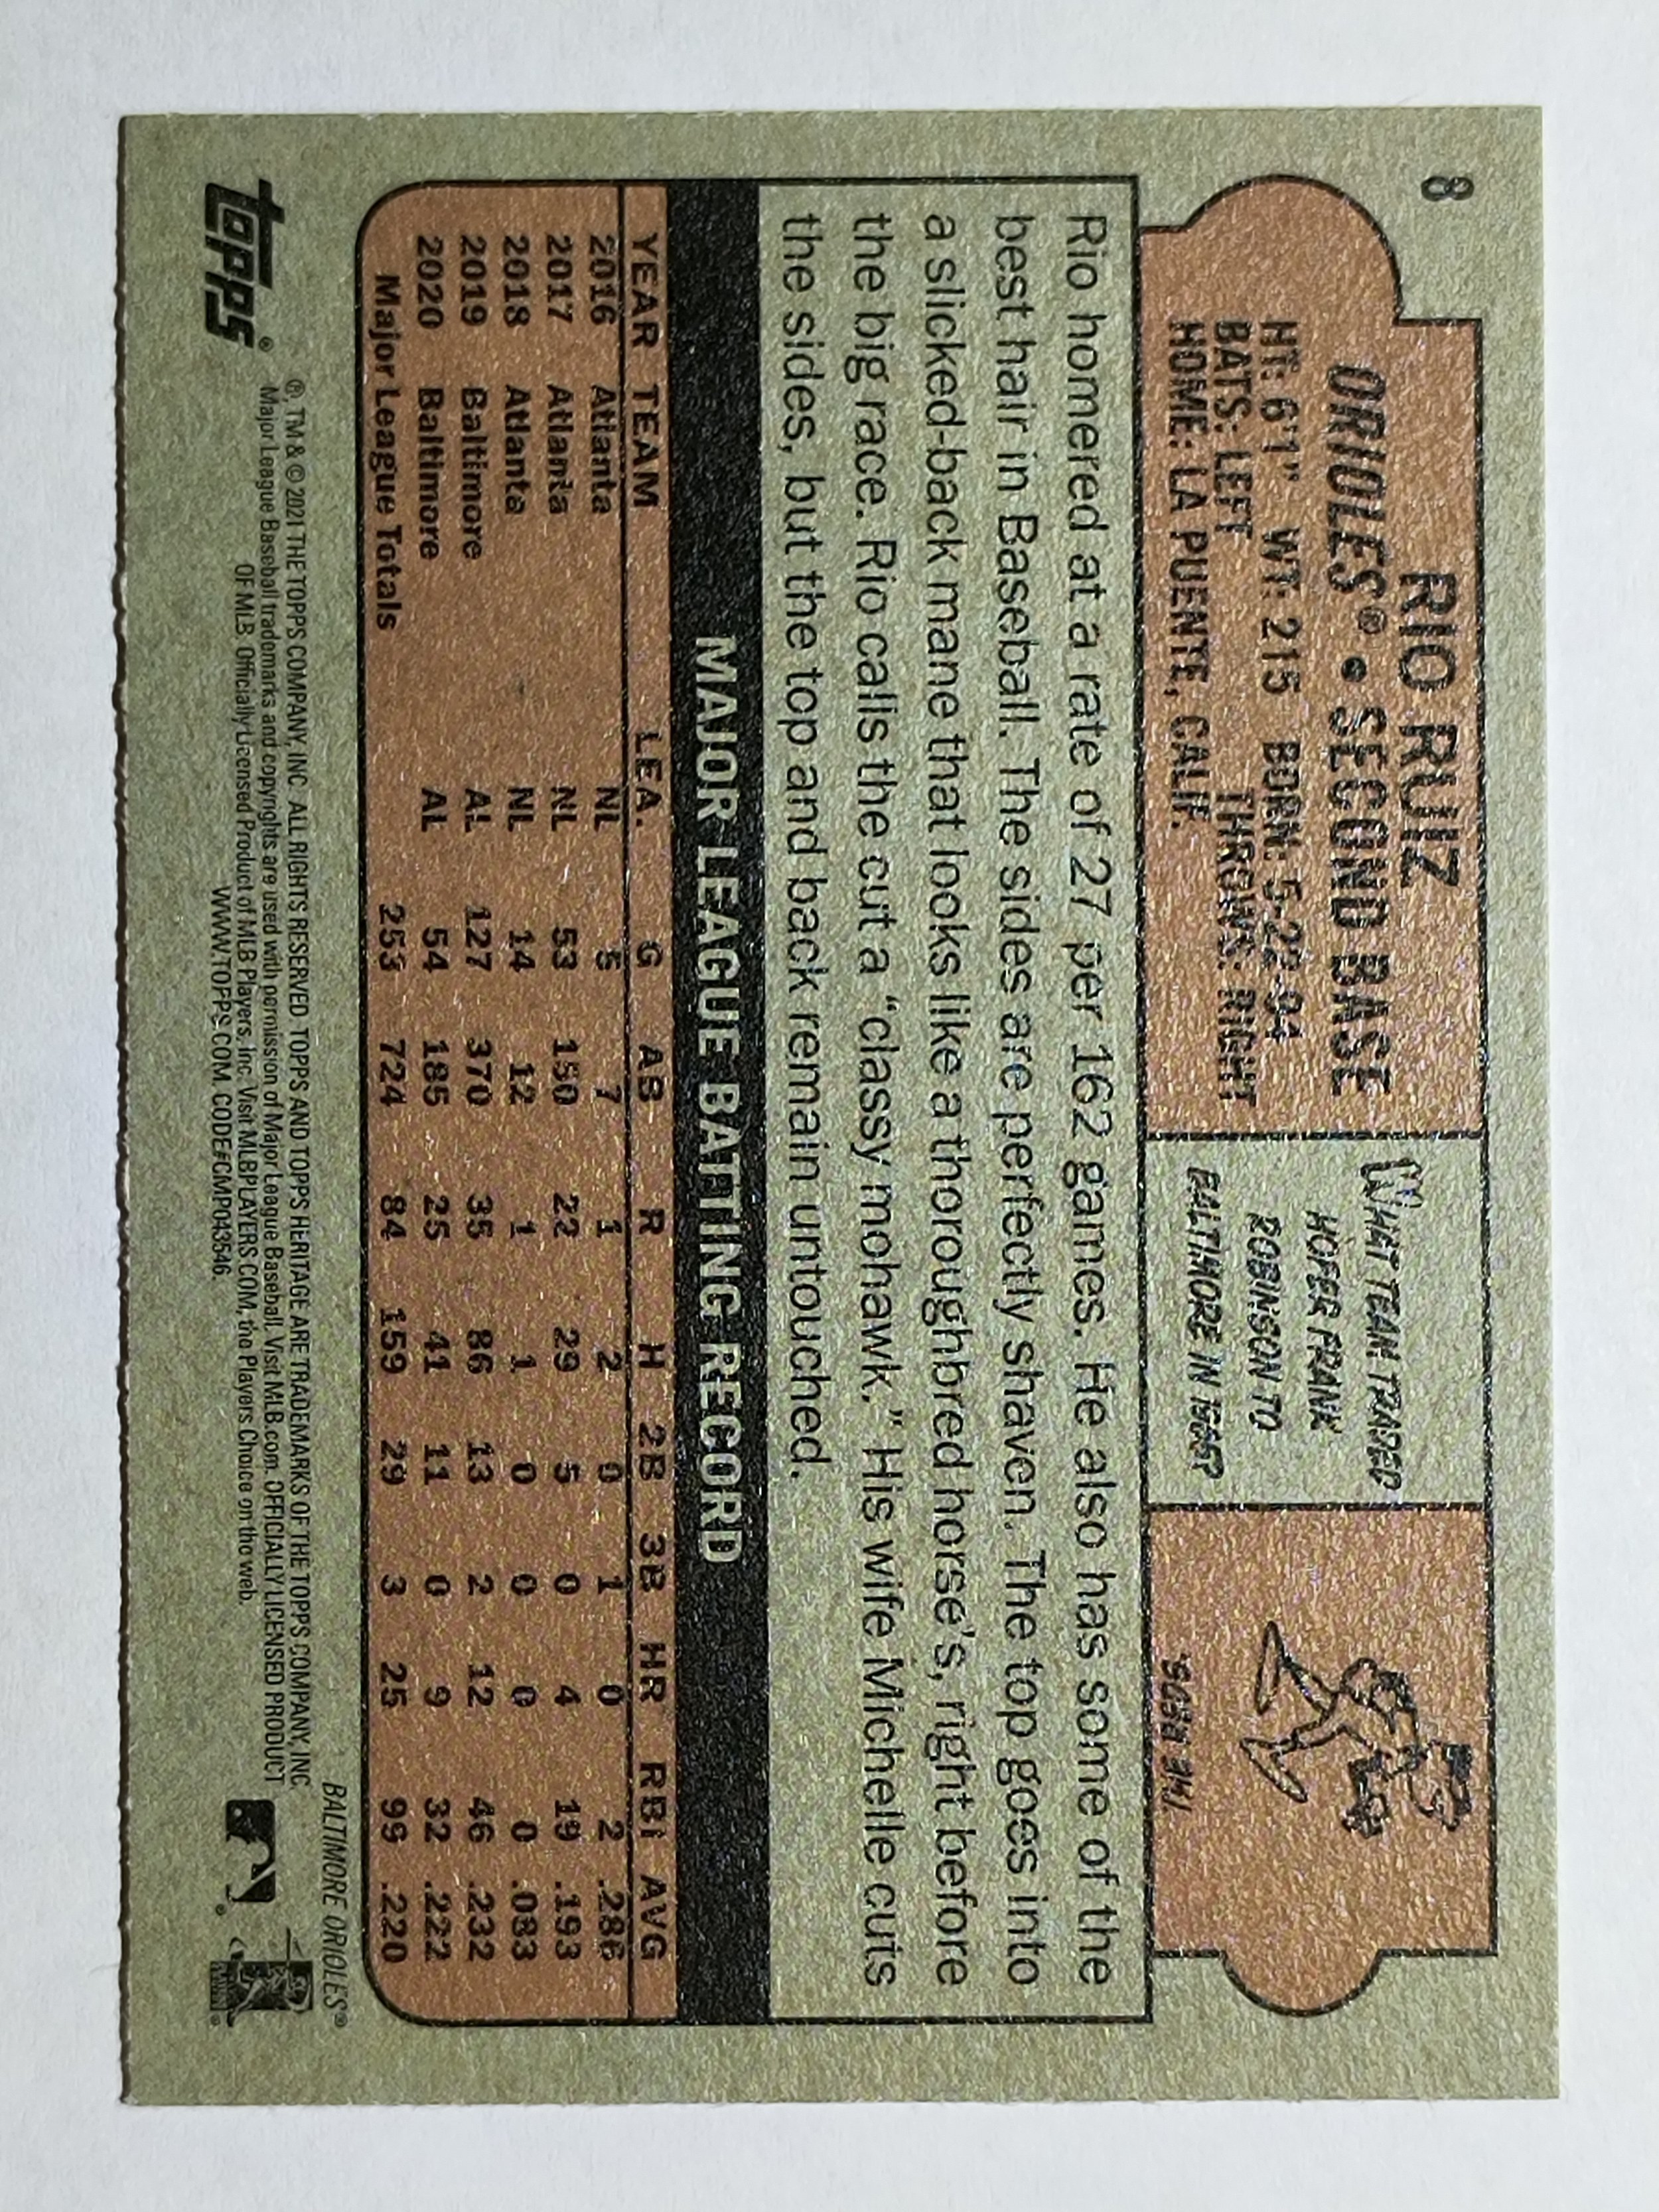 8
RIO RUIZ
ORIOLES® • SECOND BASE
HT: 6'1" WT: 215 BORN: 5-22-94
BATS: LEFT THROWS: RIGHT
HOME: LA PUENTE, CALIF.
WHAT TEAM TRADED
HOFER FRANK
ROBINSON TO
BALTIMORE IN 1965?
Rio homered at a rate of 27 per 162 games. He also has some of the
best hair in Baseball. The sides are perfectly shaven. The top goes into
a slicked-back mane that looks like a thoroughbred horse's, right before
the big race. Rio calls the cut a “classy mohawk.” His wife Michelle cuts
the sides, but the top and back remain untouched.
MAJOR LEAGUE BATTING RECORD
YEAR TEAM LEA. G AB R H 2B 3B HR RBI AVG
2016 Atlanta NL 5 7 1 2 0 1 0 2 .286
2017 Atlanta NL 53 150 22 29 5 0 4 19 .193
2018 Atlanta NL 14 12 1 1 0 0 0 0 .083
2019 Baltimore AL 127 370 35 86 13 2 12 46 .232
2020 Baltimore AL 54 185 25 41 11 0 9 32 .222
Major League Totals 253 724 84 159 29 3 25 99 .220
BALTIMORE ORIOLES®
topps®
®, TM & © 2021 THE TOPPS COMPANY, INC. ALL RIGHTS RESERVED. TOPPS AND TOPPS HERITAGE ARE TRADEMARKS OF THE TOPPS COMPANY, INC.
Major League Baseball trademarks and copyrights are used with permission of Major League Baseball. Visit MLB.com. OFFICIALLY LICENSED PRODUCT
OF MLB Officially Licensed Product of MLB Players, Inc. Visit MLBPLAYERS.COM, the Players Choice on the web.
WWW.TOPPS.COM. CODE#CMP043546